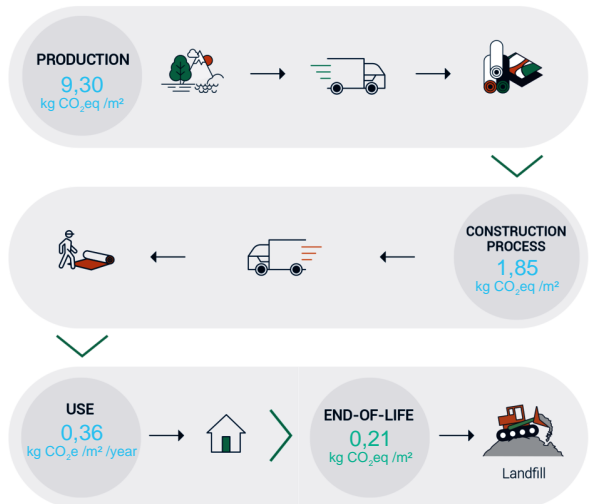 PRODUCTION
9,30
kg CO₂eq /m²
CONSTRUCTION
PROCESS
1,85
kg CO₂eq /m²
USE
0,36
kg CO₂e /m² /year
END-OF-LIFE
0,21
kg CO₂eq /m²
Landfill